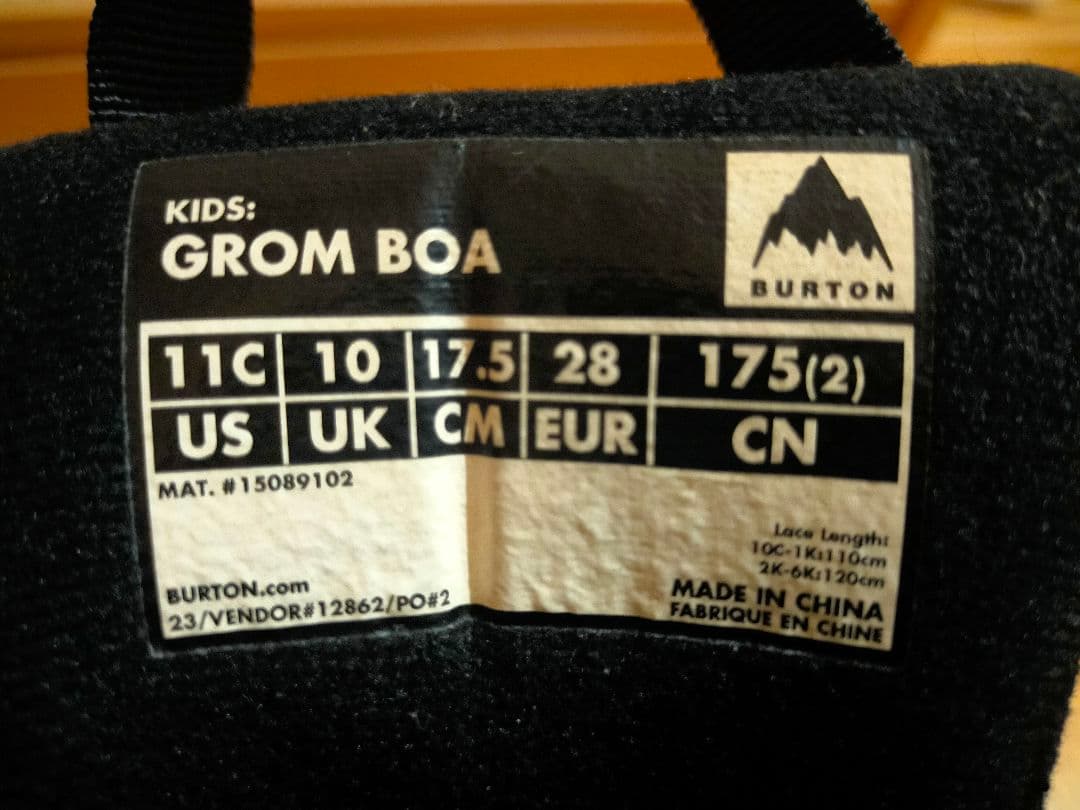 KIDS:
GROM BOA
BURTON
11C 10 17.5 28 175(2)
US UK CM EUR CN
MAT. #15089102
Lace Length:
10C-1K:110cm
2K-6K:120cm
BURTON.com
23/VENDOR#12862/PO#2
MADE IN CHINA
FABRIQUE EN CHINE